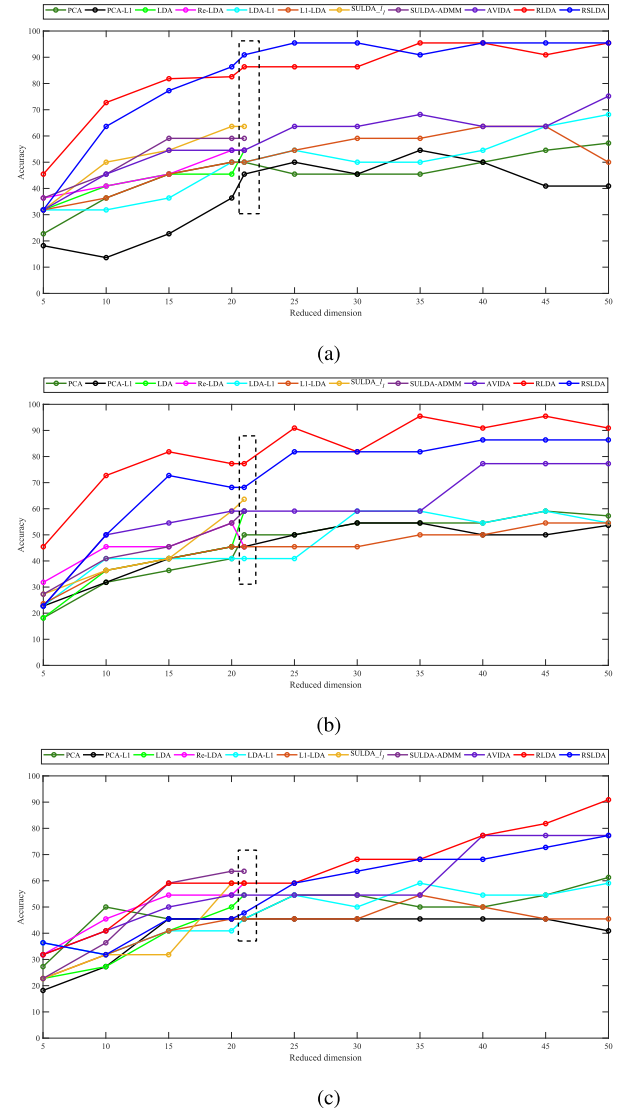 PCA PCA-L1 LDA Re-LDA LDA-L1 L1-LDA SULDA_l1 SULDA-ADMM AVIDA RLDA RSLDA
100
90
80
70
60
50
40
30
20
10
0
Accuracy
5 10 15 20 25 30 35 40 45 50
Reduced dimension
(a)
PCA PCA-L1 LDA Re-LDA LDA-L1 L1-LDA SULDA_l1 SULDA-ADMM AVIDA RLDA RSLDA
100
90
80
70
60
50
40
30
20
10
0
Accuracy
5 10 15 20 25 30 35 40 45 50
Reduced dimension
(b)
PCA PCA-L1 LDA Re-LDA LDA-L1 L1-LDA SULDA_l1 SULDA-ADMM AVIDA RLDA RSLDA
100
90
80
70
60
50
40
30
20
10
0
Accuracy
5 10 15 20 25 30 35 40 45 50
Reduced dimension
(c)